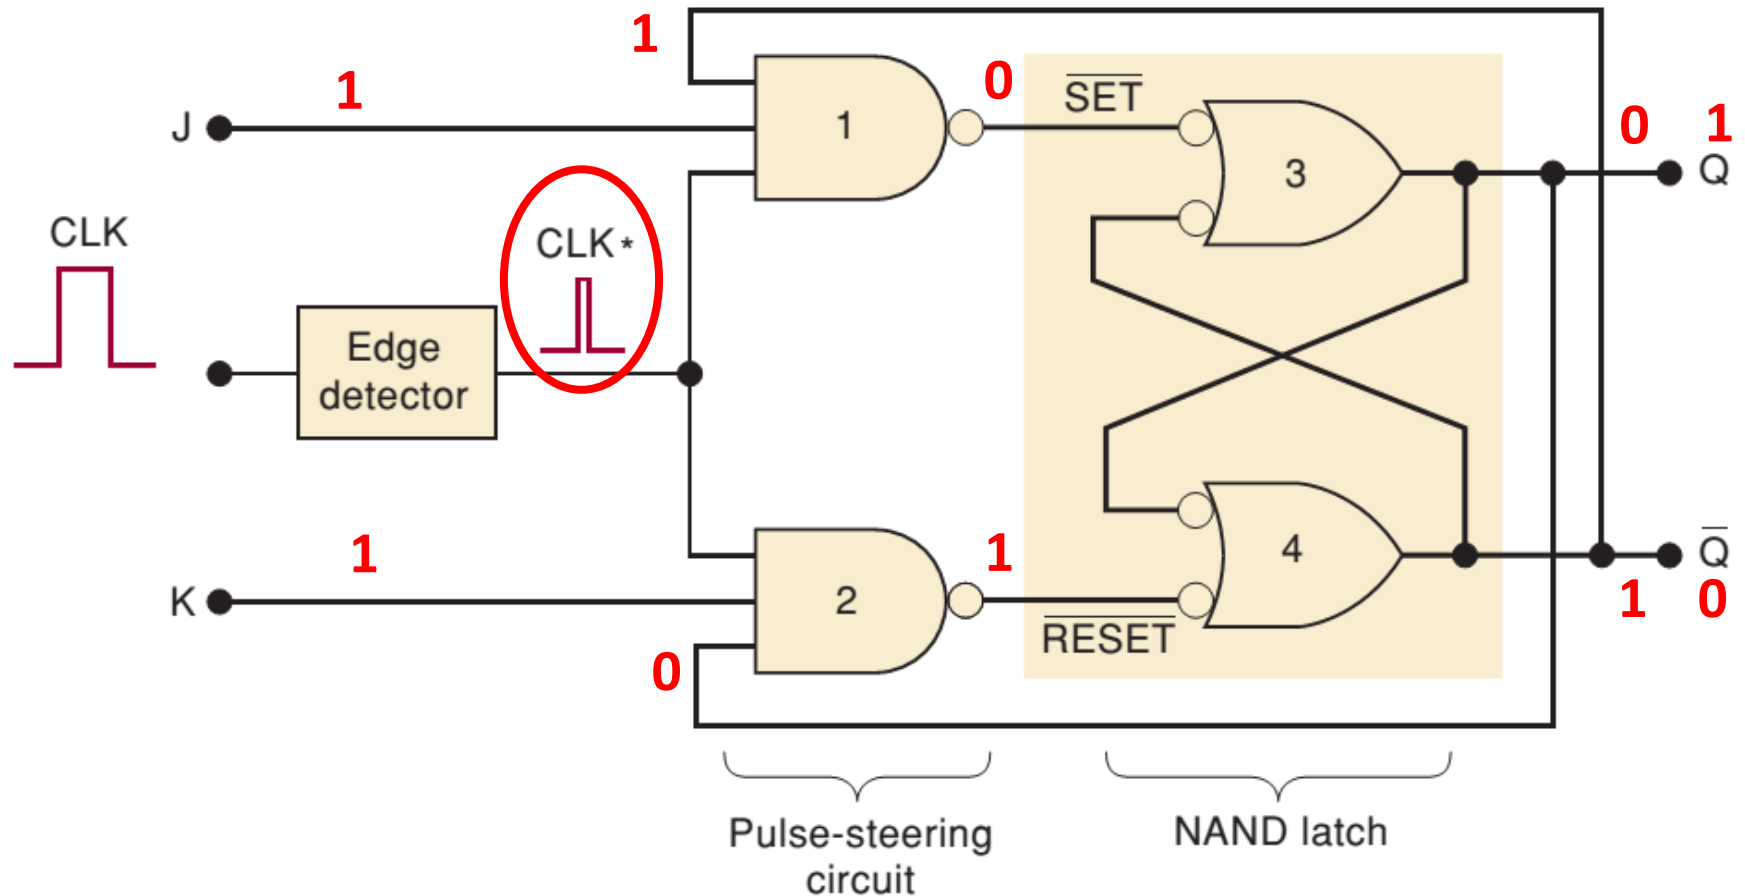 1
1
0
SET
J
1
3
0 1
Q
CLK
CLK*
Edge
detector
1
1
4
Q
K
2
RESET
1 0
0
Pulse-steering
circuit
NAND latch